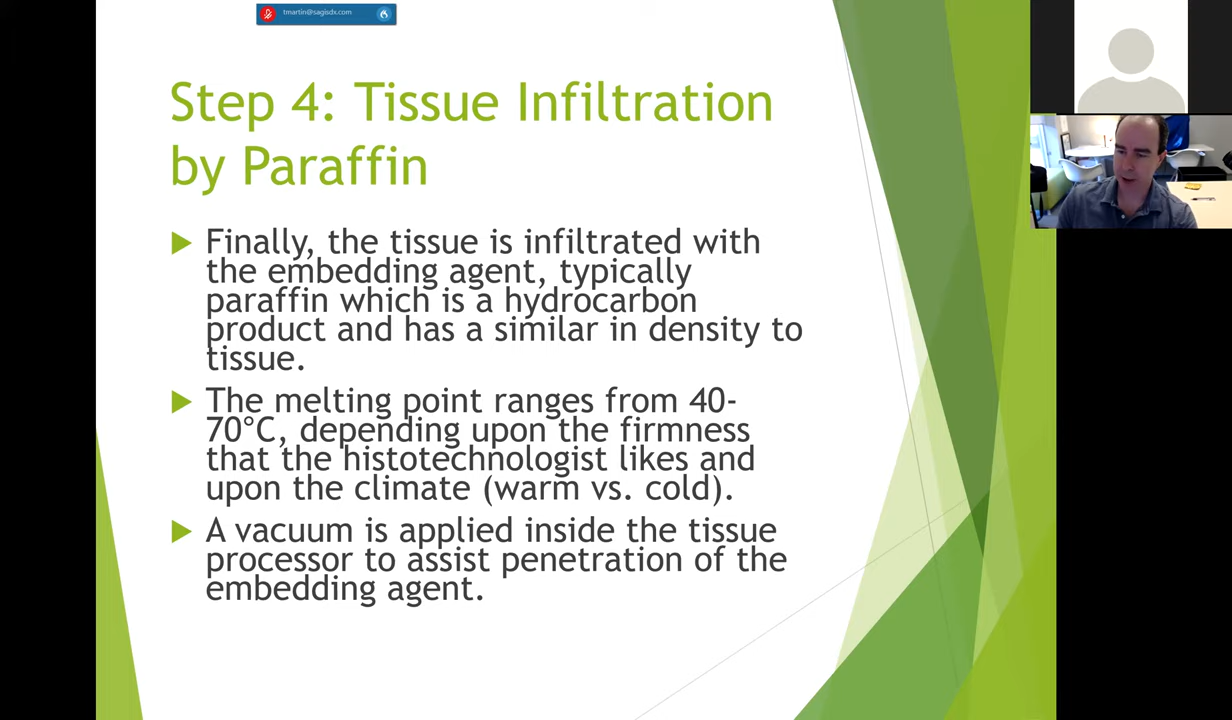 tmartin@sagisdx.com
Step 4: Tissue Infiltration
by Paraffin
Finally, the tissue is infiltrated with
the embedding agent, typically
paraffin which is a hydrocarbon
product and has a similar in density to
tissue.
The melting point ranges from 40-
70°C, depending upon the firmness
that the histotechnologist likes and
upon the climate (warm vs. cold).
A vacuum is applied inside the tissue
processor to assist penetration of the
embedding agent.